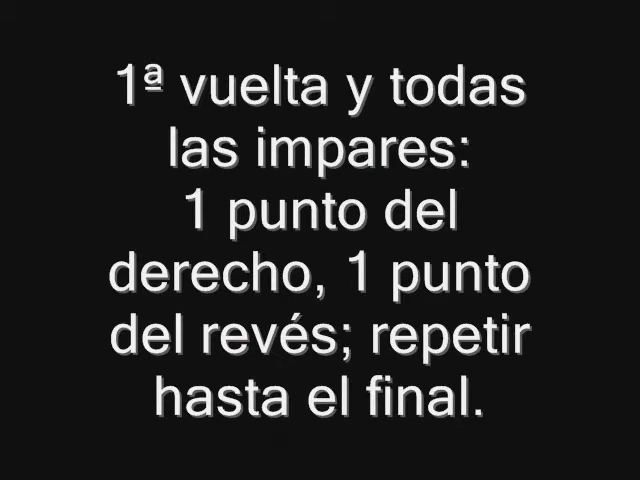 1ª vuelta y todas
las impares:
1 punto del
derecho, 1 punto
del revés; repetir
hasta el final.